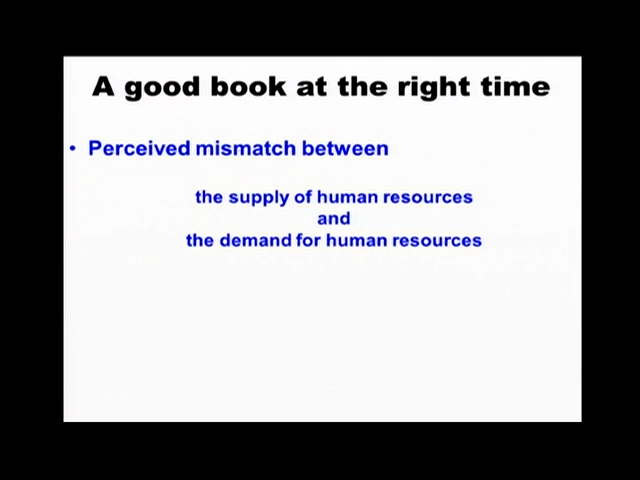 A good book at the right time
• Perceived mismatch between
the supply of human resources
and
the demand for human resources